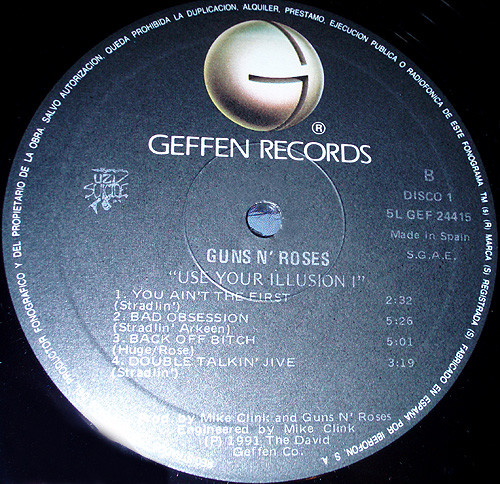 QUEDA PROHIBIDA LA DUPLICACION, ALQUILER, PRESTAMO, EJECUCION PUBLICA O RADIOFONICA DE ESTE FONOGRAMA TM (s) (R) MARCA (S) REGISTRADA (S) FABRICADO EN ESPAÑA POR IBEROFON, S. A.
PRODUCTOR FONOGRAFICO Y DEL PROPIETARIO DE LA OBRA, SALVO AUTORIZACION.
G
®
GEFFEN RECORDS
B
DISCO 1
5L GEF 24415
Made in Spain
S.G.A.E.
GUNS N' ROSES
"USE YOUR ILLUSION I"
1. YOU AIN'T THE FIRST 2:32
(Stradlin')
2. BAD OBSESSION 5:26
(Stradlin' Arkeen)
3. BACK OFF BITCH 5:01
(Huge/Rose)
4. DOUBLE TALKIN' JIVE 3:19
(Stradlin')
Prod. by Mike Clink and Guns N' Roses
Engineered by Mike Clink
(P) 1991 The David
Geffen Co.